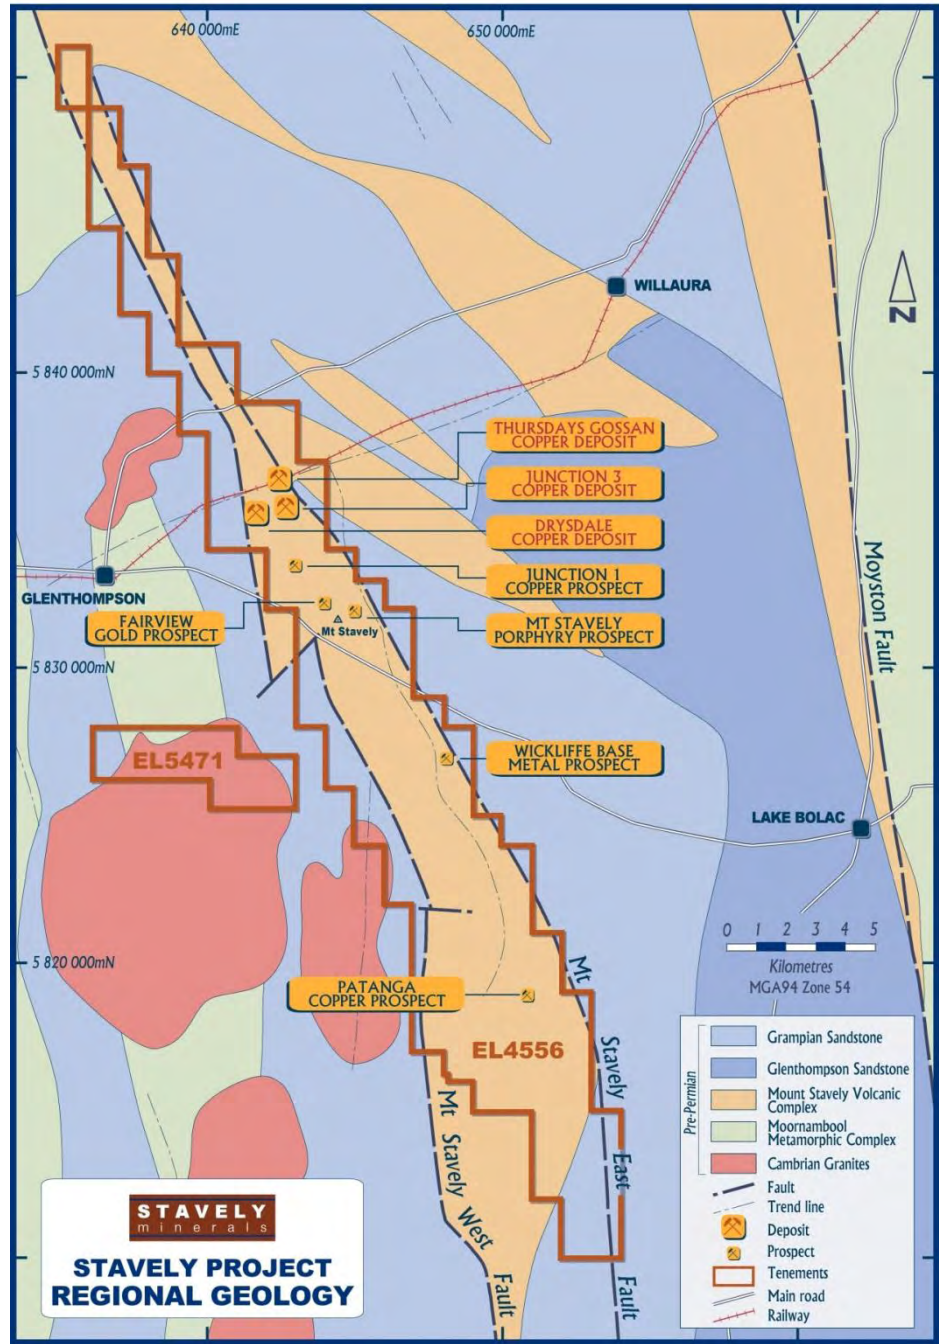 640 000mE
650 000mE
WILLAURA
N
5 840 000mN
THURSDAYS GOSSAN
COPPER DEPOSIT
JUNCTION 3
COPPER DEPOSIT
DRYSDALE
COPPER DEPOSIT
JUNCTION 1
COPPER PROSPECT
GLENTHOMPSON
FAIRVIEW
GOLD PROSPECT
Mt Stavely
MT STAVELY
PORPHYRY PROSPECT
Moyston Fault
5 830 000mN
EL5471
WICKLIFFE BASE
METAL PROSPECT
LAKE BOLAC
0 1 2 3 4 5
Kilometres
MGA94 Zone 54
5 820 000mN
PATANGA
COPPER PROSPECT
EL4556
Mt Stavely East Fault
Mt Stavely West Fault
Pre-Permian
Grampian Sandstone
Glenthompson Sandstone
Mount Stavely Volcanic
Complex
Moornambool
Metamorphic Complex
Cambrian Granites
Fault
Trend line
Deposit
Prospect
Tenements
Main road
Railway
STAVELY
minerals
STAVELY PROJECT
REGIONAL GEOLOGY